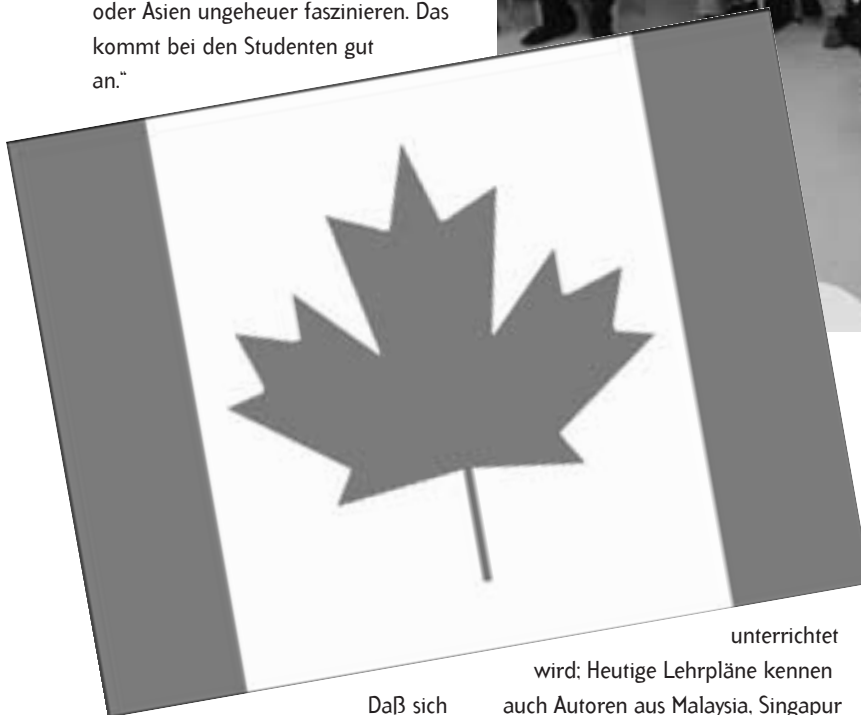 oder Asien ungeheuer faszinieren. Das
kommt bei den Studenten gut
an.“
Daß sich
unterrichtet
wird: Heutige Lehrpläne kennen
auch Autoren aus Malaysia, Singapur